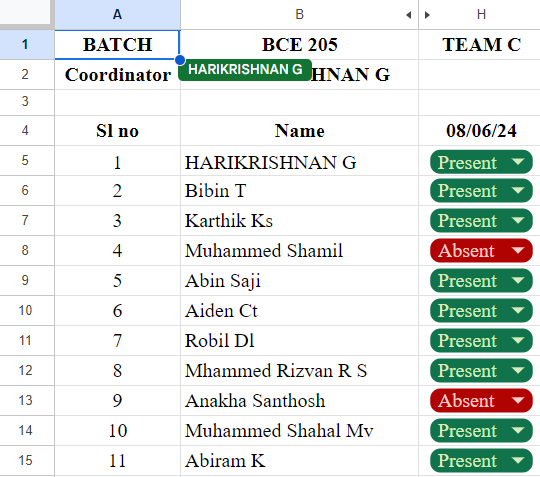 A B H
1 BATCH BCE 205 TEAM C
2 Coordinator HARIKRISHNAN G HNAN G
3
4 Sl no Name 08/06/24
5 1 HARIKRISHNAN G Present
6 2 Bibin T Present
7 3 Karthik Ks Present
8 4 Muhammed Shamil Absent
9 5 Abin Saji Present
10 6 Aiden Ct Present
11 7 Robil Dl Present
12 8 Mhammed Rizvan R S Present
13 9 Anakha Santhosh Absent
14 10 Muhammed Shahal Mv Present
15 11 Abiram K Present